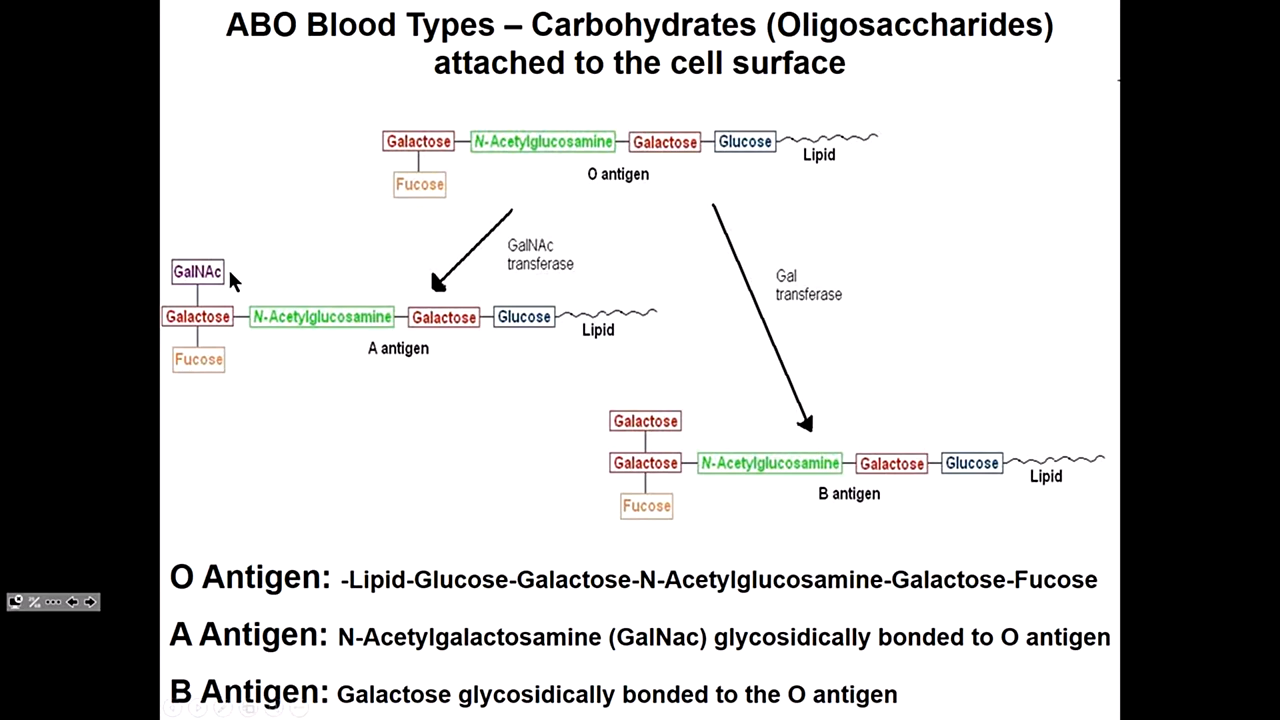 ABO Blood Types – Carbohydrates (Oligosaccharides)
attached to the cell surface
Galactose N-Acetylglucosamine Galactose Glucose
Lipid
Fucose
O antigen
GalNAc
transferase
Gal
transferase
GalNAc
Galactose N-Acetylglucosamine Galactose Glucose
Lipid
A antigen
Fucose
Galactose
Galactose N-Acetylglucosamine Galactose Glucose
Lipid
B antigen
Fucose
O Antigen: -Lipid-Glucose-Galactose-N-Acetylglucosamine-Galactose-Fucose
A Antigen: N-Acetylgalactosamine (GalNac) glycosidically bonded to O antigen
B Antigen: Galactose glycosidically bonded to the O antigen